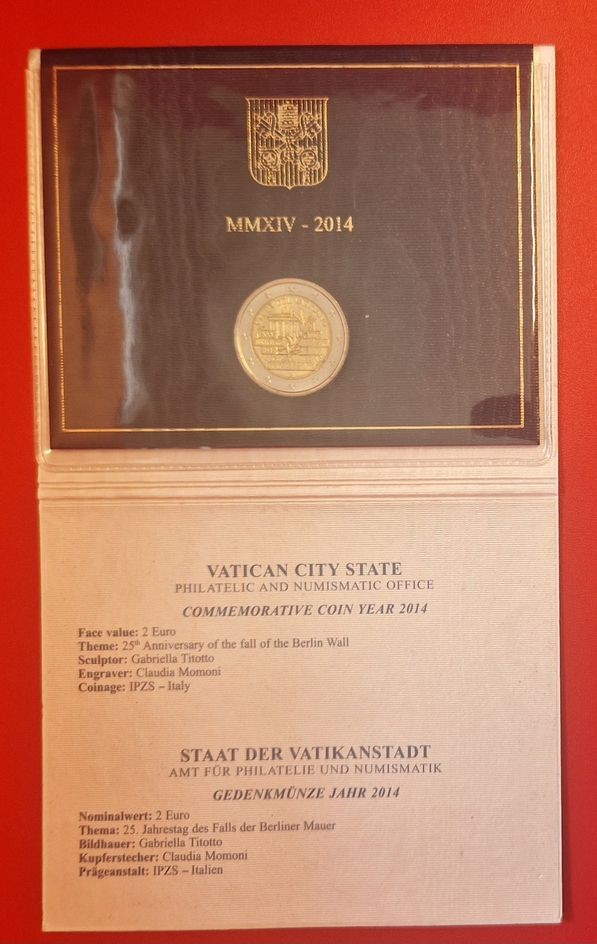 MMXIV - 2014
VATICAN CITY STATE
PHILATELIC AND NUMISMATIC OFFICE
COMMEMORATIVE COIN YEAR 2014
Face value: 2 Euro
Theme: 25th Anniversary of the fall of the Berlin Wall
Sculptor: Gabriella Titotto
Engraver: Claudia Momoni
Coinage: IPZS – Italy
STAAT DER VATIKANSTADT
AMT FÜR PHILATELIE UND NUMISMATIK
GEDENKMÜNZE JAHR 2014
Nominalwert: 2 Euro
Thema: 25. Jahrestag des Falls der Berliner Mauer
Bildhauer: Gabriella Titotto
Kupferstecher: Claudia Momoni
Prägeanstalt: IPZS – Italien